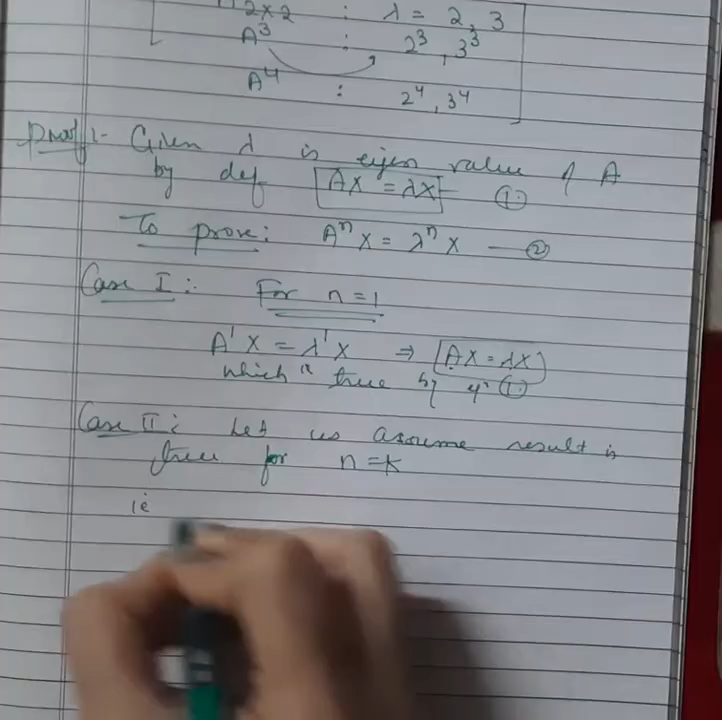 2×2 : λ = 2, 3
A³ : 2³, 3³
A⁴ : 2⁴, 3⁴
Proof:- Given λ is eigen value of A
by def AX = λX — ①
To prove: Aⁿ X = λⁿ X — ②
Case I:- For n = 1
A¹ X = λ¹ X ⇒ AX = λX
which is true by eqⁿ ①
Case II: Let us assume result is
true for n = k
ie